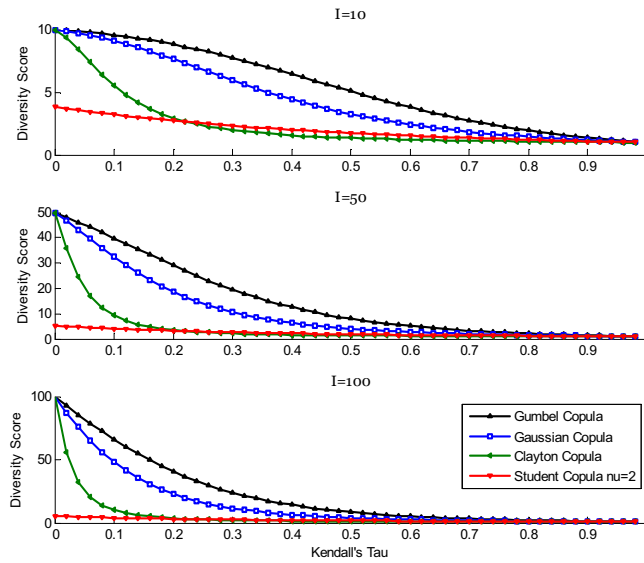 I=10
Diversity Score
10
5
0
0 0.1 0.2 0.3 0.4 0.5 0.6 0.7 0.8 0.9
I=50
Diversity Score
50
40
30
20
10
0
0 0.1 0.2 0.3 0.4 0.5 0.6 0.7 0.8 0.9
I=100
Diversity Score
100
50
0
Gumbel Copula
Gaussian Copula
Clayton Copula
Student Copula nu=2
0 0.1 0.2 0.3 0.4 0.5 0.6 0.7 0.8 0.9
Kendall's Tau